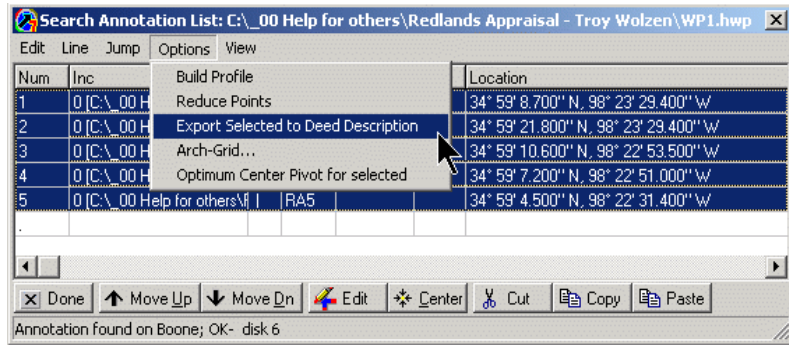 Search Annotation List: C:\_00 Help for others\Redlands Appraisal - Troy Wolzen\WP1.hwp
Edit Line Jump Options View
Num Inc Location
Build Profile
Reduce Points
Export Selected to Deed Description
Arch-Grid...
Optimum Center Pivot for selected
1 0 [C:\_00 H 34° 59' 8.700'' N, 98° 23' 29.400'' W
2 0 [C:\_00 H 34° 59' 21.800'' N, 98° 23' 29.400'' W
3 0 [C:\_00 H 34° 59' 10.600'' N, 98° 22' 53.500'' W
4 0 [C:\_00 H 34° 59' 7.200'' N, 98° 22' 51.000'' W
5 0 [C:\_00 Help for others\ RA5 34° 59' 4.500'' N, 98° 22' 31.400'' W
.
Done Move Up Move Dn Edit Center Cut Copy Paste
Annotation found on Boone; OK- disk 6